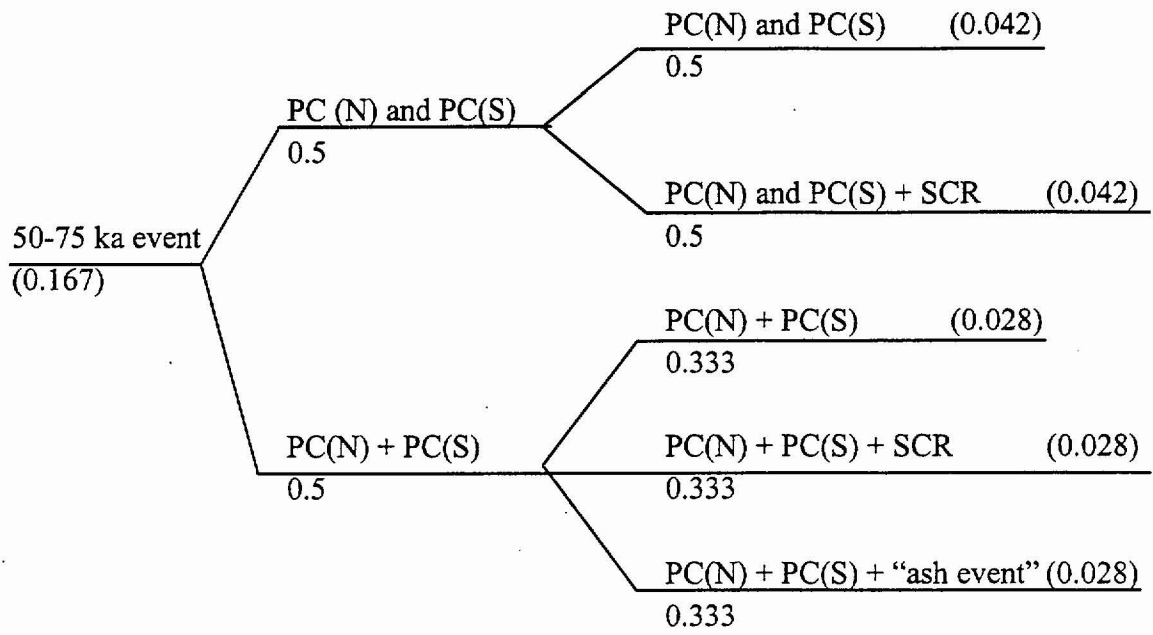 PC(N) and PC(S) (0.042)
0.5
PC (N) and PC(S)
0.5
PC(N) and PC(S) + SCR (0.042)
0.5
50-75 ka event
(0.167)
PC(N) + PC(S) (0.028)
0.333
PC(N) + PC(S)
0.5
PC(N) + PC(S) + SCR (0.028)
0.333
PC(N) + PC(S) + “ash event” (0.028)
0.333